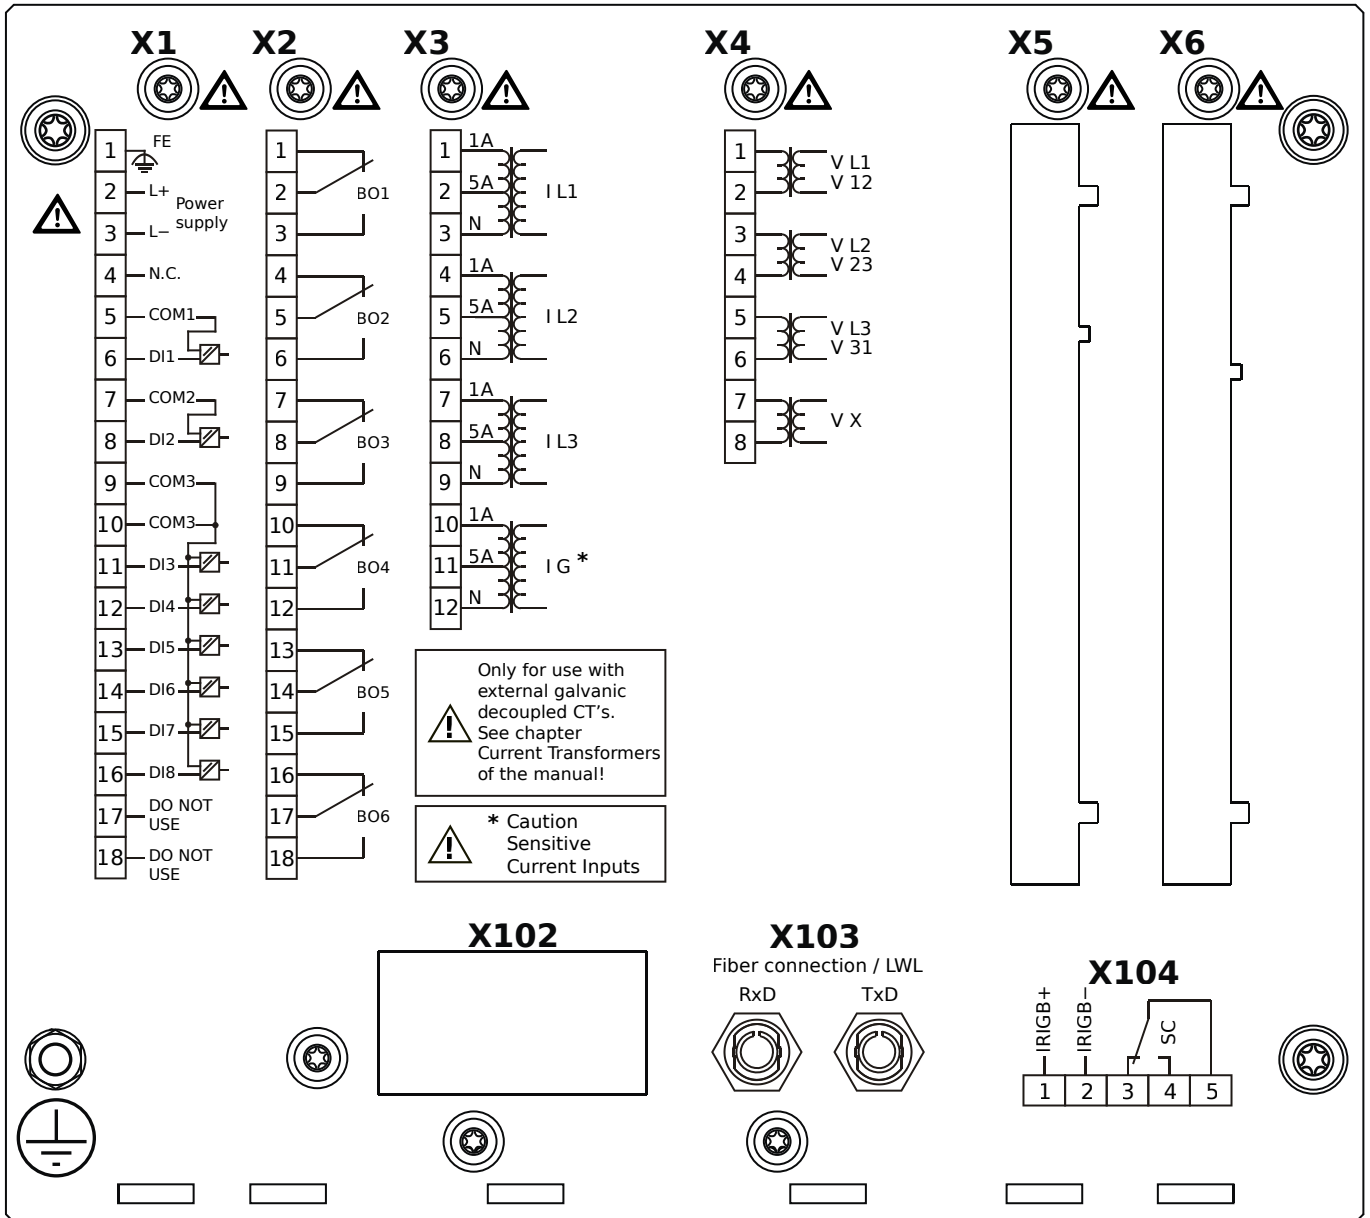 X1 X2 X3 X4 X5 X6
1 FE
2 L+
Power
supply
3 L−
4 N.C.
5 COM1
6 DI1
7 COM2
8 DI2
9 COM3
10 COM3
11 DI3
12 DI4
13 DI5
14 DI6
15 DI7
16 DI8
17 DO NOT
USE
18 DO NOT
USE
1
2 BO1
3
4
5 BO2
6
7
8 BO3
9
10
11 BO4
12
13
14 BO5
15
16
17 BO6
18
1 1A
2 5A I L1
3 N
4 1A
5 5A I L2
6 N
7 1A
8 5A I L3
9 N
10 1A
11 5A I G *
12 N
Only for use with
external galvanic
decoupled CT's.
See chapter
Current Transformers
of the manual!
* Caution
Sensitive
Current Inputs
1 V L1
2 V 12
3 V L2
4 V 23
5 V L3
6 V 31
7 V X
8
X102
X103
Fiber connection / LWL
RxD TxD
X104
IRIGB+ IRIGB− SC
1 2 3 4 5